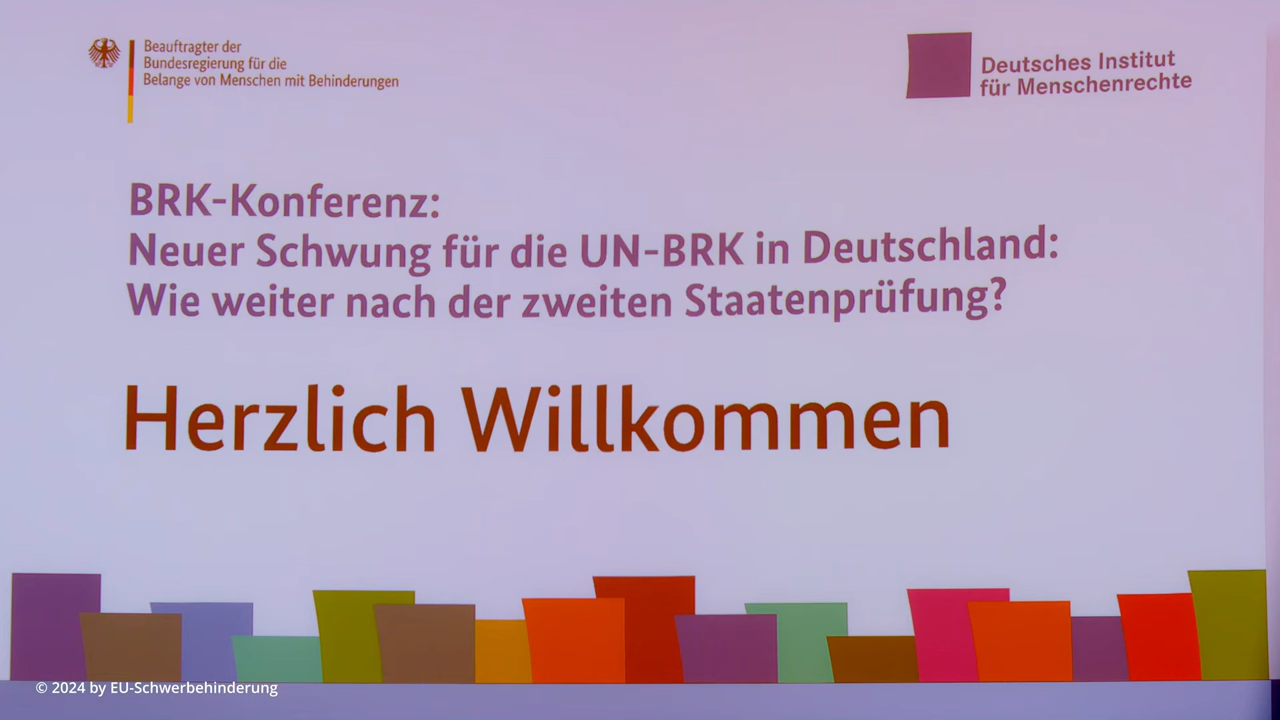 Beauftragter der
Bundesregierung für die
Belange von Menschen mit Behinderungen
Deutsches Institut
für Menschenrechte
BRK-Konferenz:
Neuer Schwung für die UN-BRK in Deutschland:
Wie weiter nach der zweiten Staatenprüfung?
Herzlich Willkommen
© 2024 by EU-Schwerbehinderung